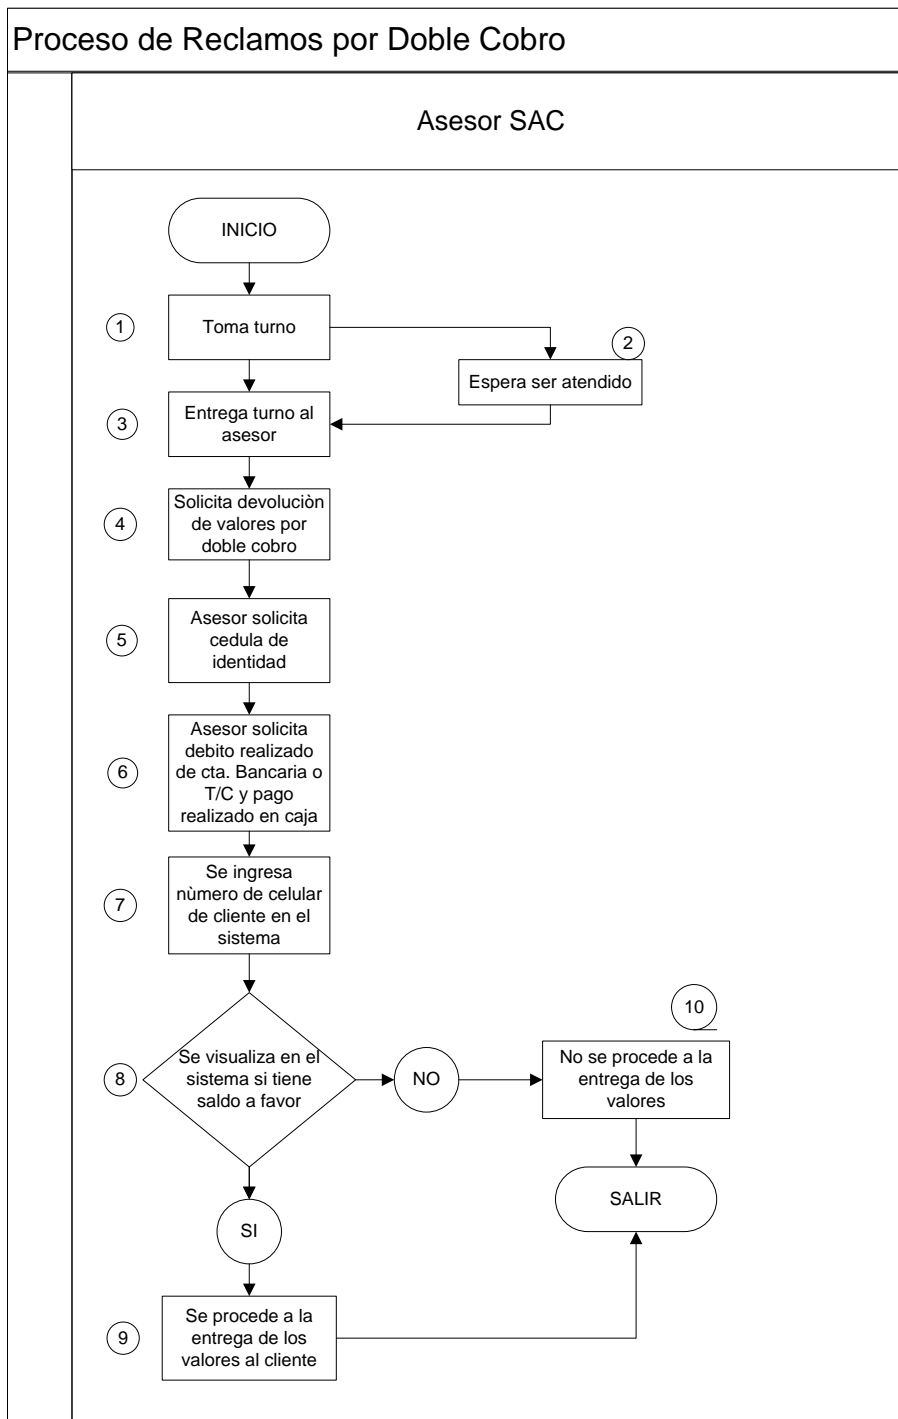 Proceso de Reclamos por Doble Cobro
Asesor SAC
INICIO
1
Toma turno
2
Espera ser atendido
3
Entrega turno al
asesor
4
Solicita devoluciòn
de valores por
doble cobro
5
Asesor solicita
cedula de
identidad
6
Asesor solicita
debito realizado
de cta. Bancaria o
T/C y pago
realizado en caja
7
Se ingresa
nùmero de celular
de cliente en el
sistema
8
Se visualiza en el
sistema si tiene
saldo a favor
NO
10
No se procede a la
entrega de los
valores
SALIR
SI
9
Se procede a la
entrega de los
valores al cliente